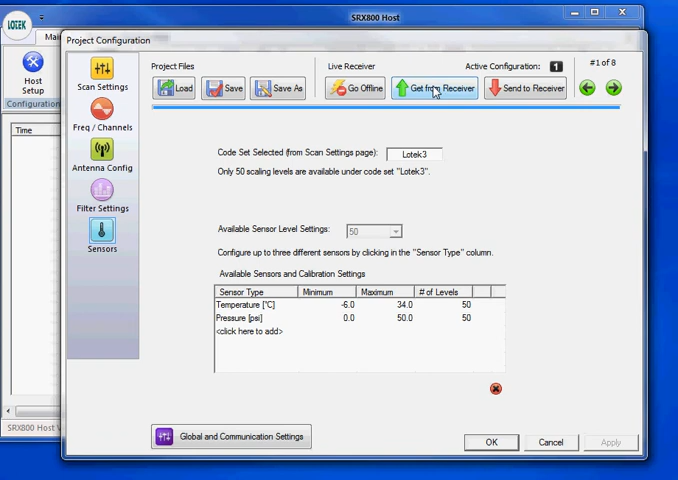 LOTEK
SRX800 Host
Project Configuration
Host
Setup
Configuration
Time
SRX800 Host
Scan Settings
Freq / Channels
Antenna Config
Filter Settings
Sensors
Project Files
Live Receiver
Active Configuration: 1
#1 of 8
Load
Save
Save As
Go Offline
Get from Receiver
Send to Receiver
Code Set Selected (from Scan Settings page): Lotek3
Only 50 scaling levels are available under code set "Lotek3".
Available Sensor Level Settings: 50
Configure up to three different sensors by clicking in the "Sensor Type" column.
Available Sensors and Calibration Settings
Sensor Type Minimum Maximum # of Levels
Temperature [°C] -6.0 34.0 50
Pressure [psi] 0.0 50.0 50
<click here to add>
Global and Communication Settings
OK
Cancel
Apply